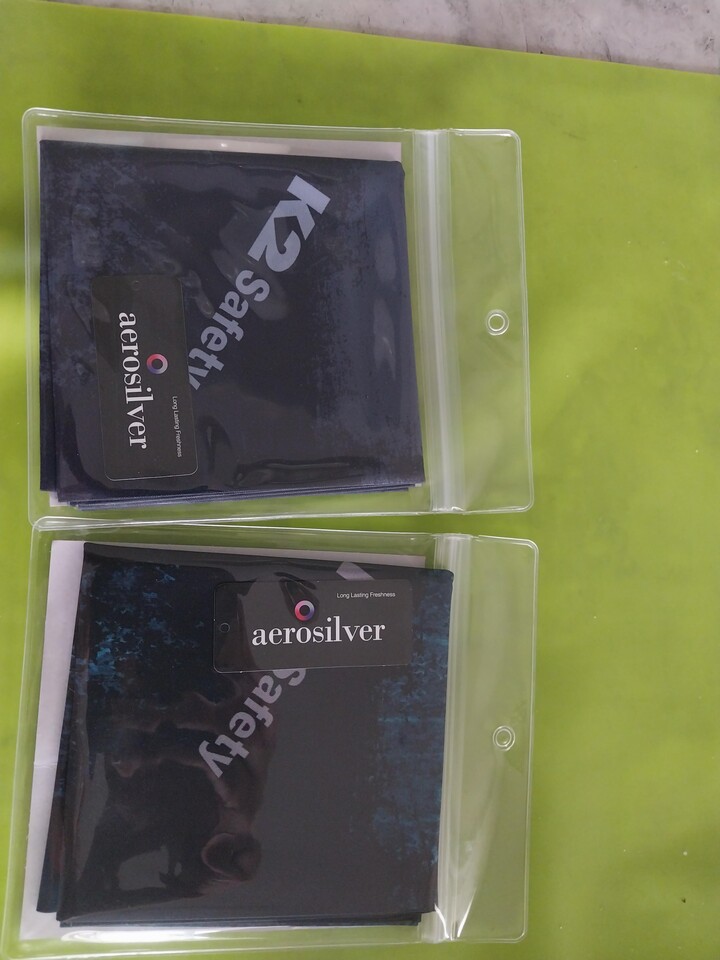 K2
Safety
aerosilver
Long Lasting Freshness
Long Lasting Freshness
aerosilver
Safety